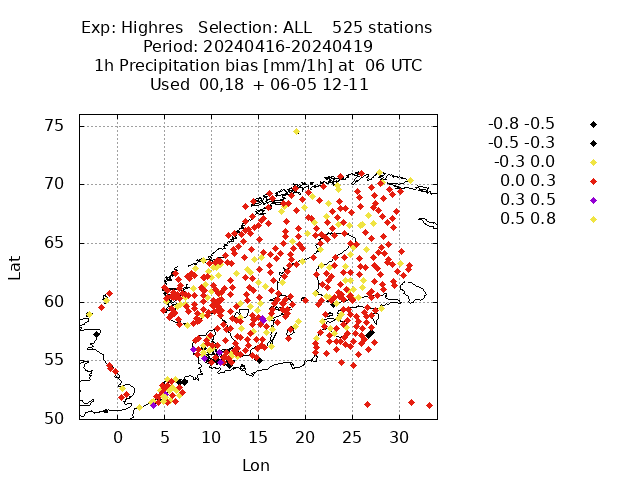 Exp: Highres   Selection: ALL    525 stations
Period: 20240416-20240419
1h Precipitation bias [mm/1h] at  06 UTC
Used  00,18  + 06-05 12-11
-0.8 -0.5
-0.5 -0.3
-0.3 0.0
0.0 0.3
0.3 0.5
0.5 0.8
75
70
65
60
55
50
Lat
0 5 10 15 20 25 30
Lon